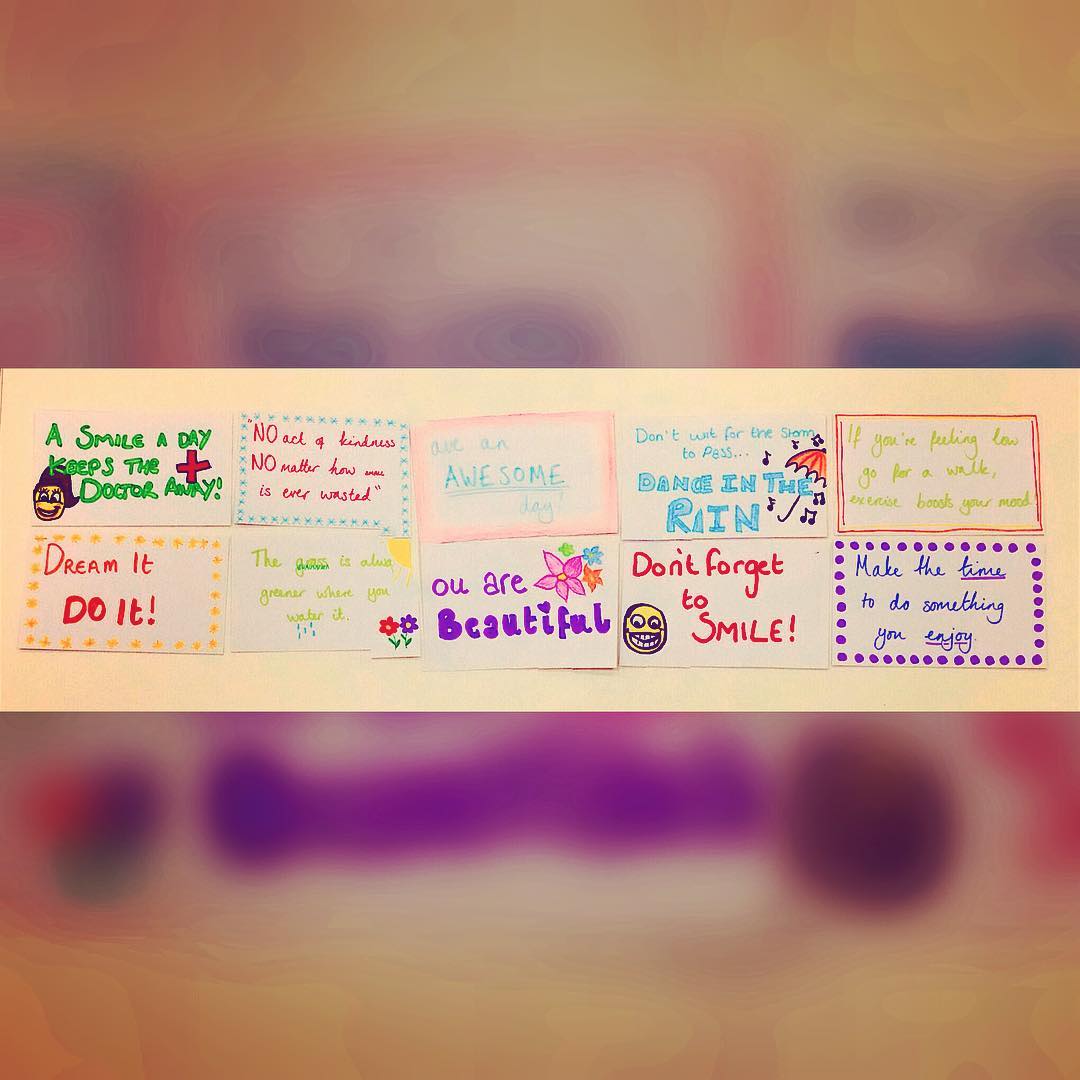 A SMILE A DAY
KEEPS THE
DOCTOR AWAY!
"NO act of kindness
NO matter how small
is ever wasted"
ave an
AWESOME
day!
Don't wit for the storm
to Pass...
DANCE IN THE
RAIN
If you're feeling low
go for a walk,
exercise boosts your mood
DREAM It
DO It!
The grass is alwa
greener where you
water it.
ou are
Beautiful
Don't forget
to
SMILE!
Make the time
to do something
you enjoy.